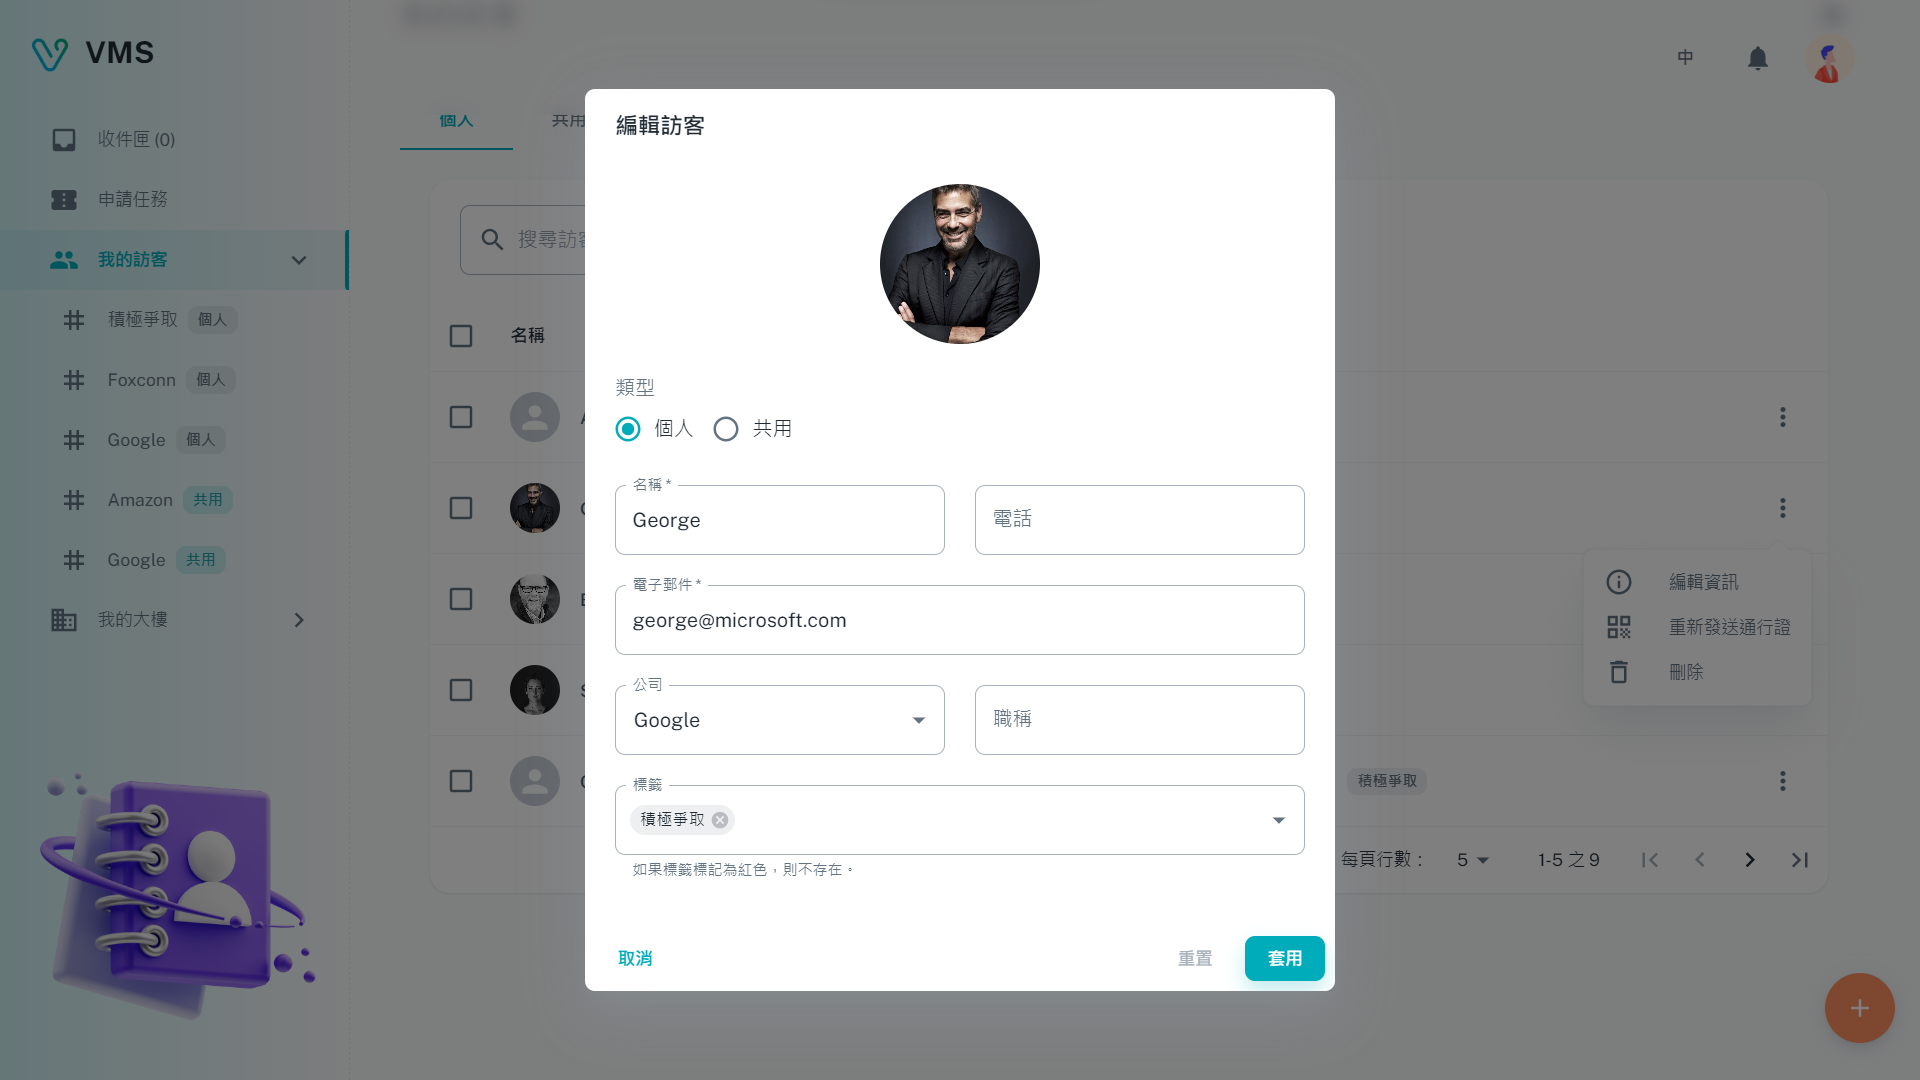 VMS
中
收件匣 (0)
申請任務
我的訪客
積極爭取 個人
Foxconn 個人
Google 個人
Amazon 共用
Google 共用
我的大樓
個人
共用
搜尋訪客
名稱
編輯資訊
重新發送通行證
刪除
積極爭取
每頁行數：
5
1-5 之 9
編輯訪客
類型
個人
共用
名稱 *
George
電話
電子郵件 *
george@microsoft.com
公司
Google
職稱
標籤
積極爭取
如果標籤標記為紅色，則不存在。
取消
重置
套用